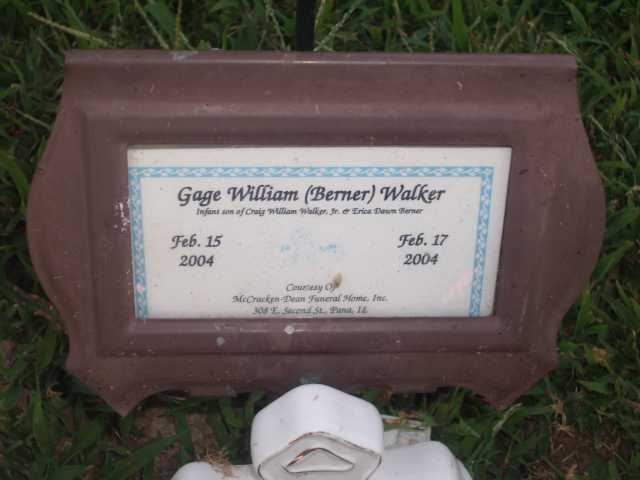 Gage William (Berner) Walker
Infant son of Craig William Walker, Jr. & Erica Dawn Berner
Feb. 15 Feb. 17
2004 2004
Courtesy Of
McCracken-Dean Funeral Home, Inc.
308 E. Second St., Pana, IL